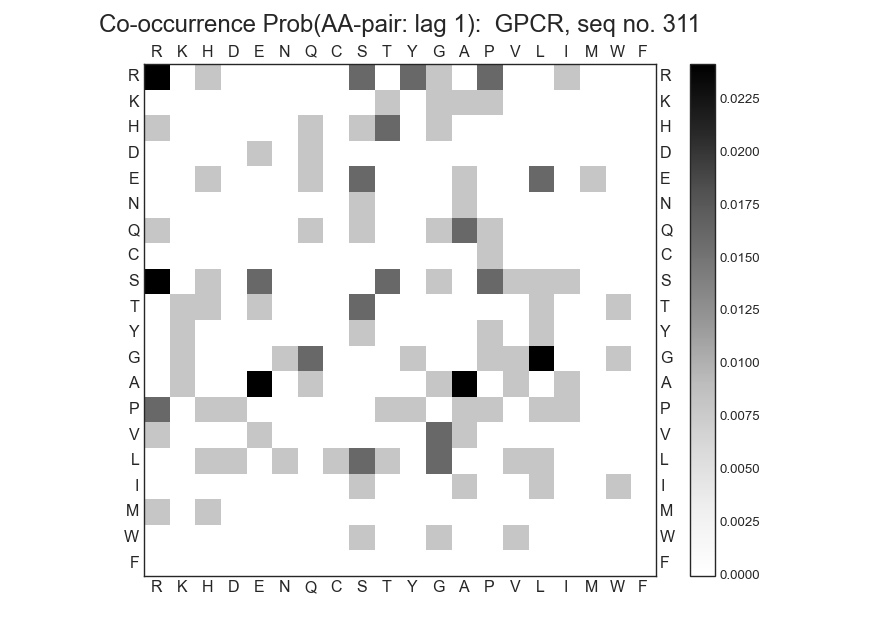 Co-occurrence Prob(AA-pair: lag 1):  GPCR, seq no. 311
R K H D E N Q C S T Y G A P V L I M W F
R R 0.0225
K K
H H
D D 0.0200
E E 0.0175
N N
Q Q 0.0150
C C
S S
T T 0.0125
Y Y
G G 0.0100
A A
P P 0.0075
V V
L L 0.0050
I I
M M 0.0025
W W
F F 0.0000
R K H D E N Q C S T Y G A P V L I M W F